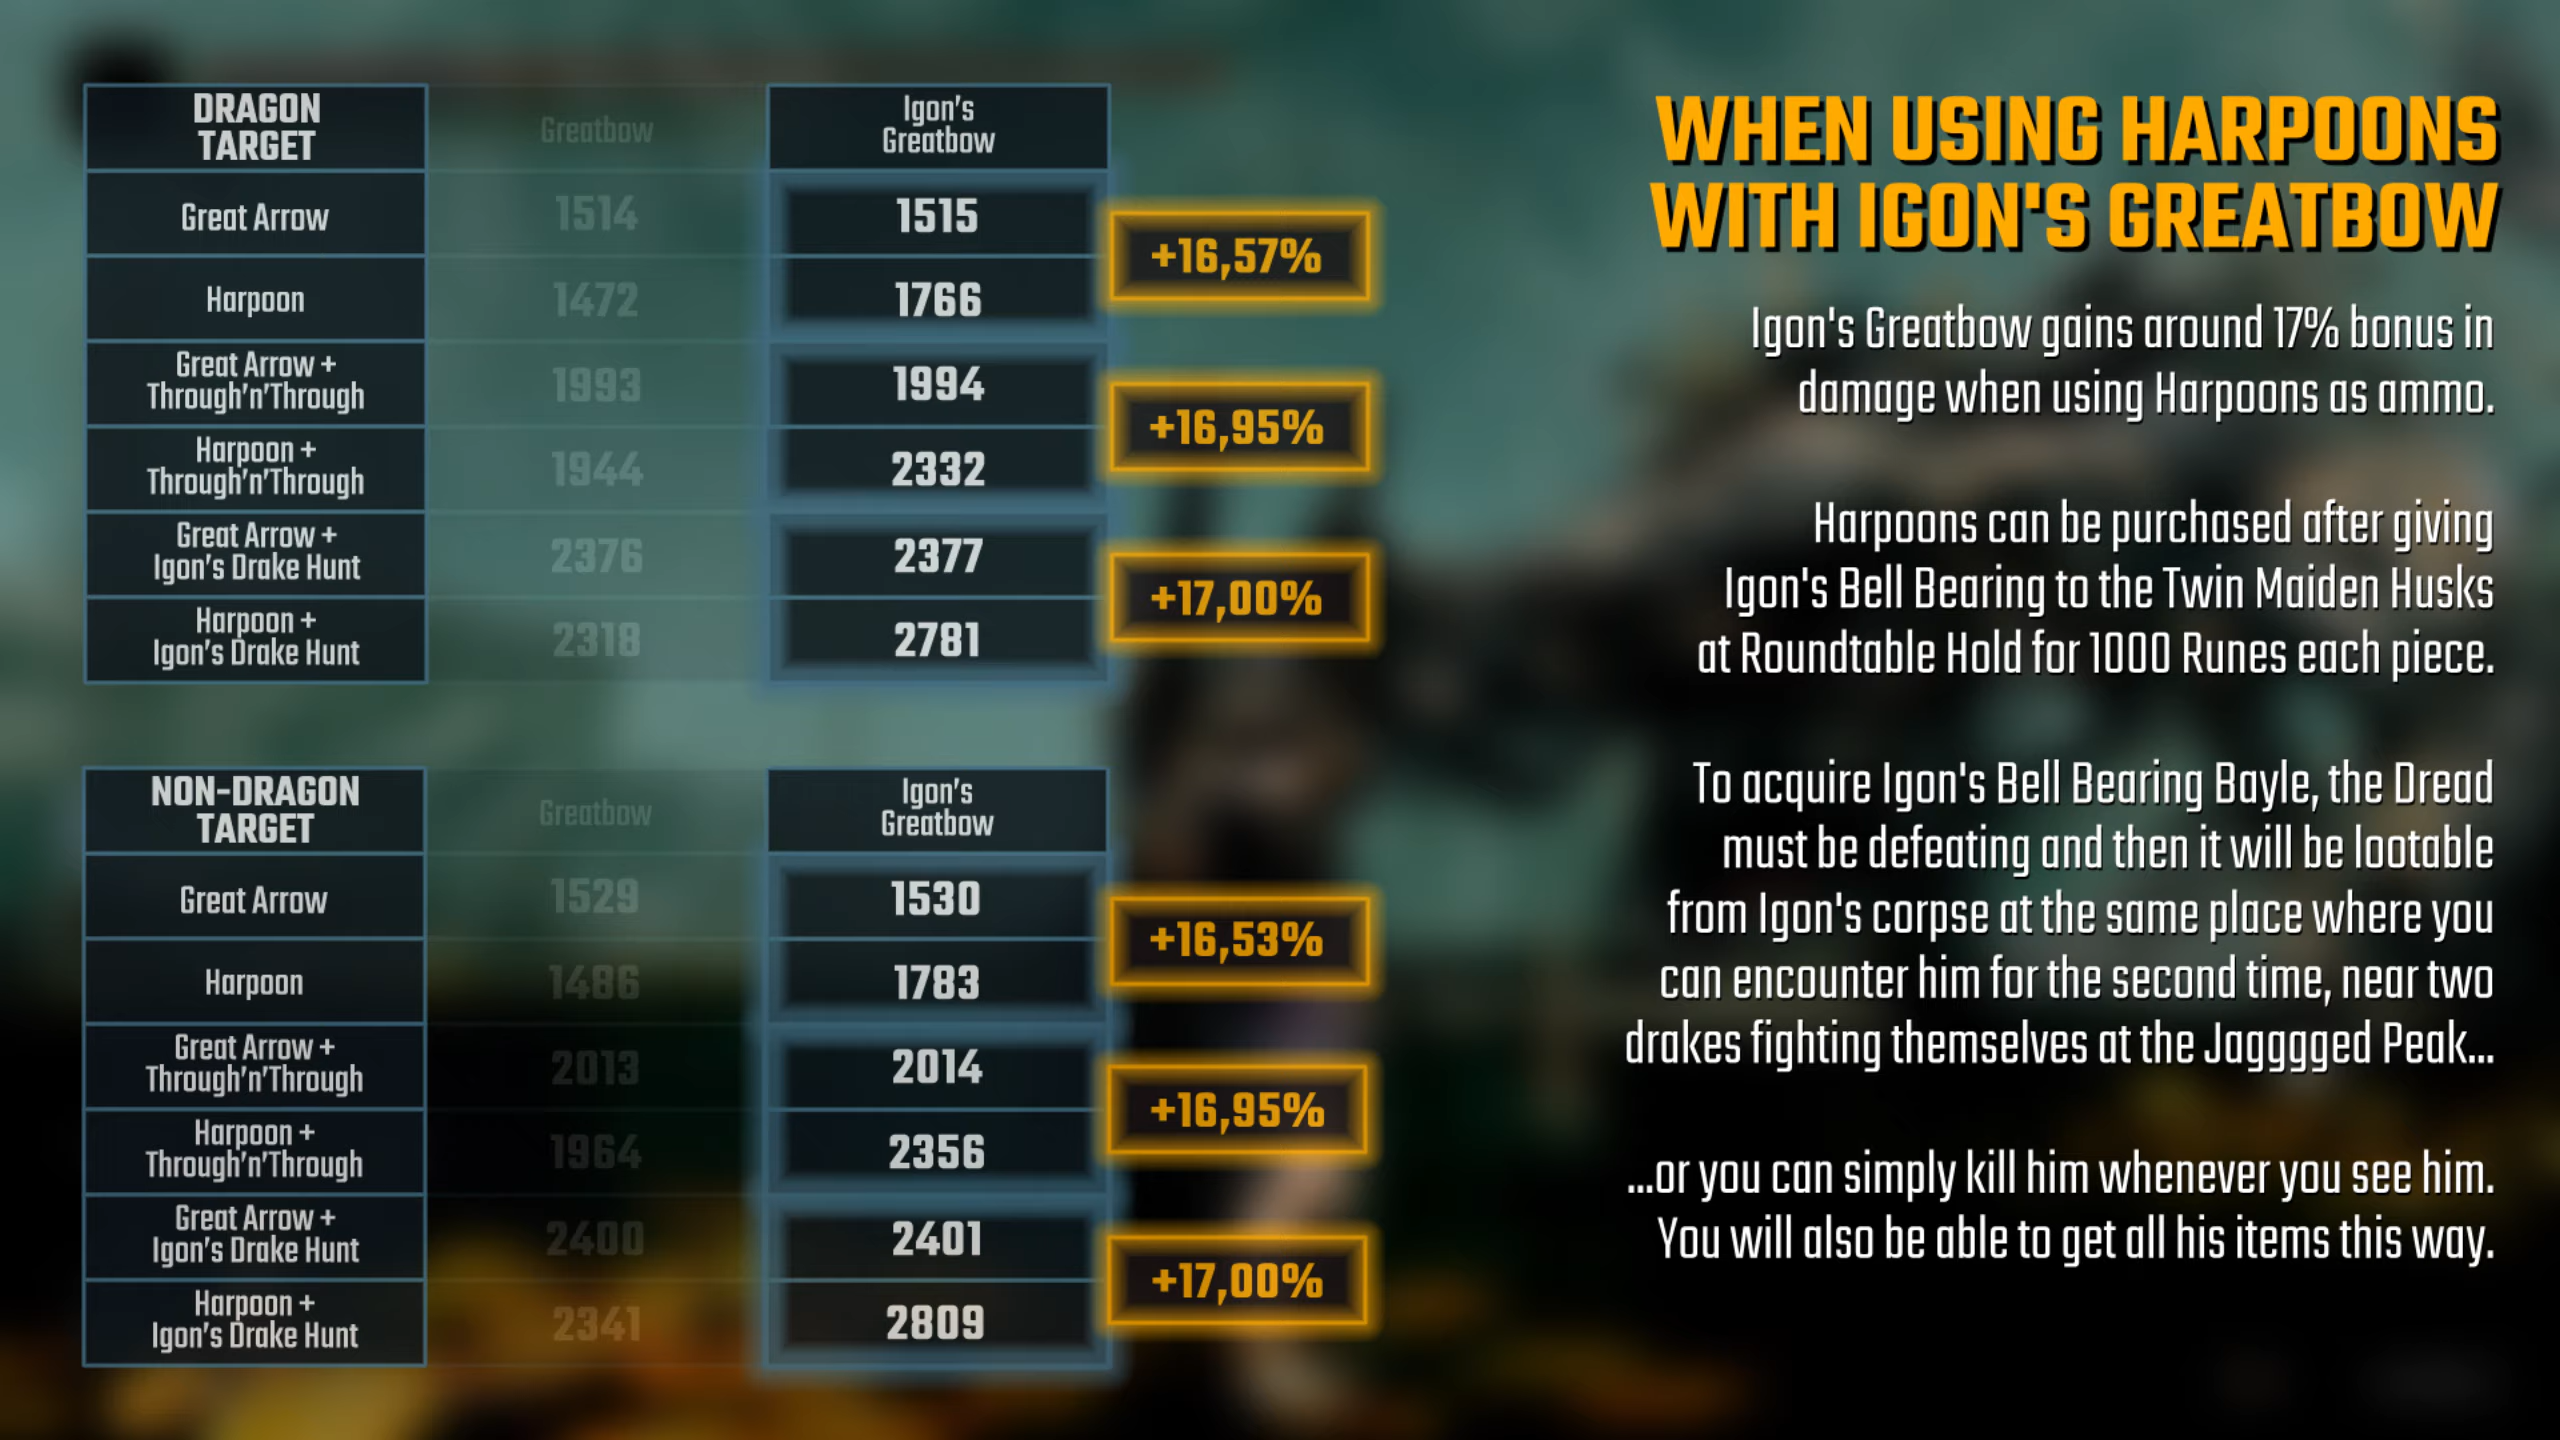 DRAGON
TARGET
Greatbow
Igon's
Greatbow
Great Arrow
1514
1515
Harpoon
1472
1766
+16,57%
Great Arrow +
Through'n'Through
1993
1994
Harpoon +
Through'n'Through
1944
2332
+16,95%
Great Arrow +
Igon's Drake Hunt
2376
2377
Harpoon +
Igon's Drake Hunt
2318
2781
+17,00%
NON-DRAGON
TARGET
Greatbow
Igon's
Greatbow
Great Arrow
1529
1530
Harpoon
1486
1783
+16,53%
Great Arrow +
Through'n'Through
2013
2014
Harpoon +
Through'n'Through
1964
2356
+16,95%
Great Arrow +
Igon's Drake Hunt
2400
2401
Harpoon +
Igon's Drake Hunt
2341
2809
+17,00%
WHEN USING HARPOONS
WITH IGON'S GREATBOW
Igon's Greatbow gains around 17% bonus in
damage when using Harpoons as ammo.
Harpoons can be purchased after giving
Igon's Bell Bearing to the Twin Maiden Husks
at Roundtable Hold for 1000 Runes each piece.
To acquire Igon's Bell Bearing Bayle, the Dread
must be defeating and then it will be lootable
from Igon's corpse at the same place where you
can encounter him for the second time, near two
drakes fighting themselves at the Jagggged Peak...
...or you can simply kill him whenever you see him.
You will also be able to get all his items this way.